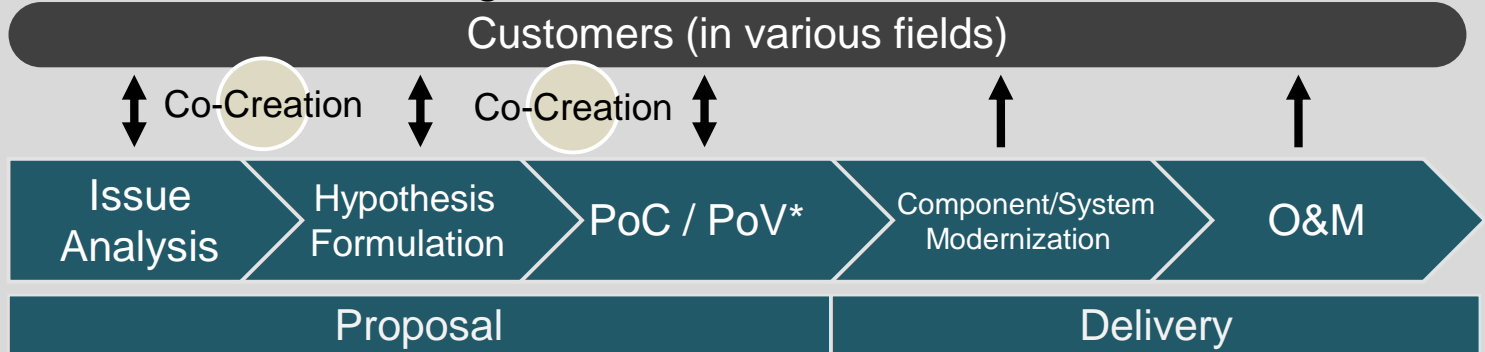 Customers (in various fields)
Co-Creation
Co-Creation
Issue
Analysis
Hypothesis
Formulation
PoC / PoV*
Component/System
Modernization
O&M
Proposal
Delivery